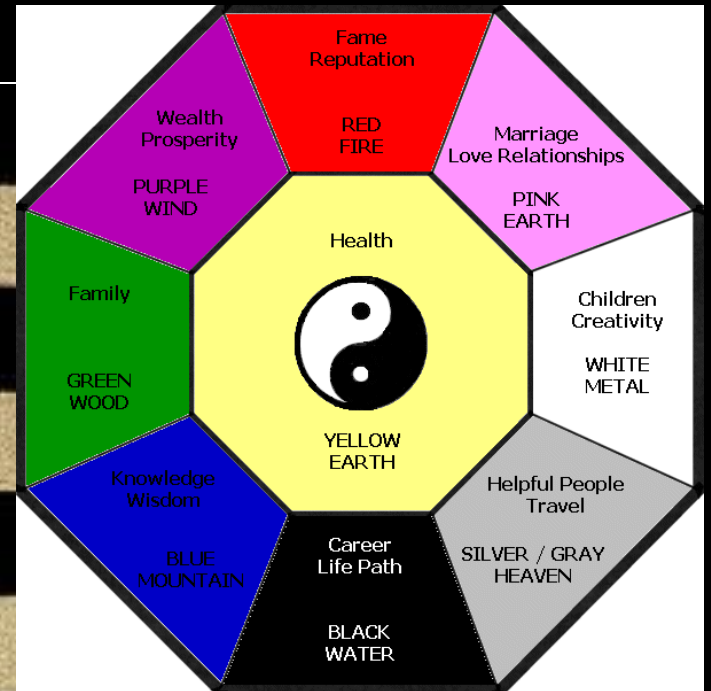 Fame
Reputation
RED
FIRE
Wealth
Prosperity
PURPLE
WIND
Marriage
Love Relationships
PINK
EARTH
Health
YELLOW
EARTH
Family
GREEN
WOOD
Children
Creativity
WHITE
METAL
Knowledge
Wisdom
BLUE
MOUNTAIN
Career
Life Path
BLACK
WATER
Helpful People
Travel
SILVER / GRAY
HEAVEN